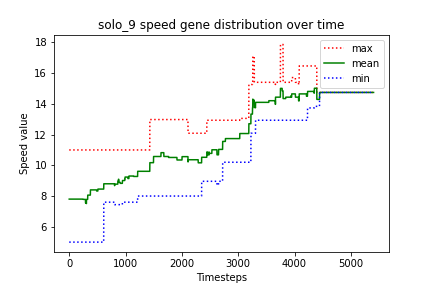 solo_9 speed gene distribution over time
18
16
14
12
10
8
6
Speed value
max
mean
min
0 1000 2000 3000 4000 5000
Timesteps